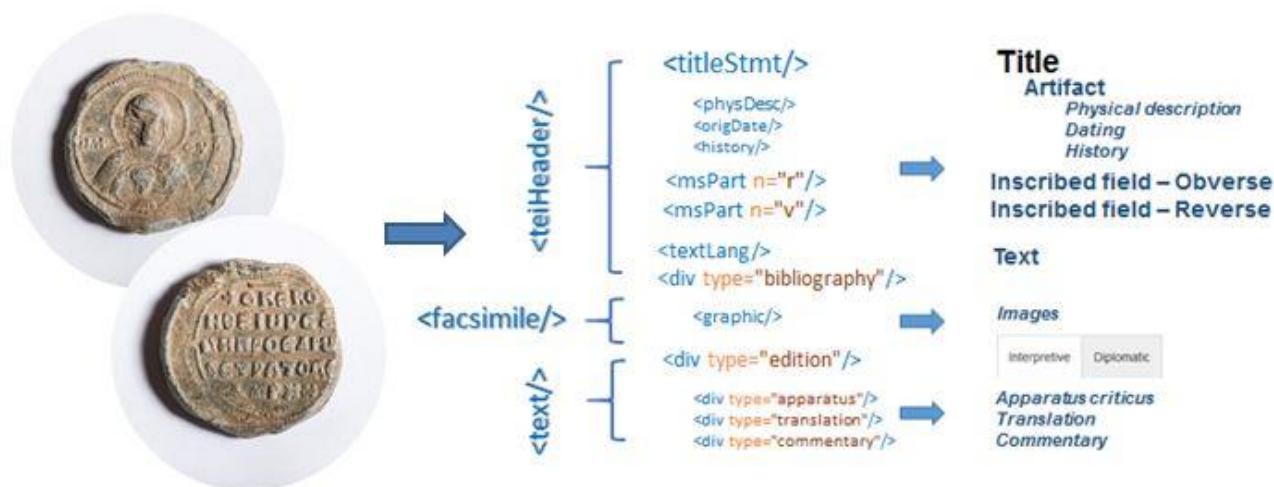 <teiHeader/>
<titleStmt/>
<physDesc/>
<origDate/>
<history/>
<msPart n="r"/>
<msPart n="v"/>
<textLang/>
<div type="bibliography"/>
<facsimile/>
<graphic/>
<text/>
<div type="edition"/>
<div type="apparatus"/>
<div type="translation"/>
<div type="commentary"/>
Title
Artifact
Physical description
Dating
History
Inscribed field – Obverse
Inscribed field – Reverse
Text
Images
Interpretive Diplomatic
Apparatus criticus
Translation
Commentary